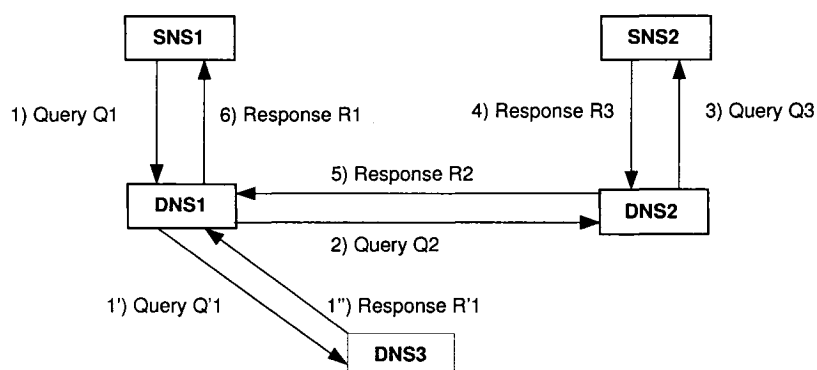 SNS1
SNS2
1) Query Q1
6) Response R1
4) Response R3
3) Query Q3
5) Response R2
DNS1
DNS2
2) Query Q2
1') Query Q'1
1'') Response R'1
DNS3